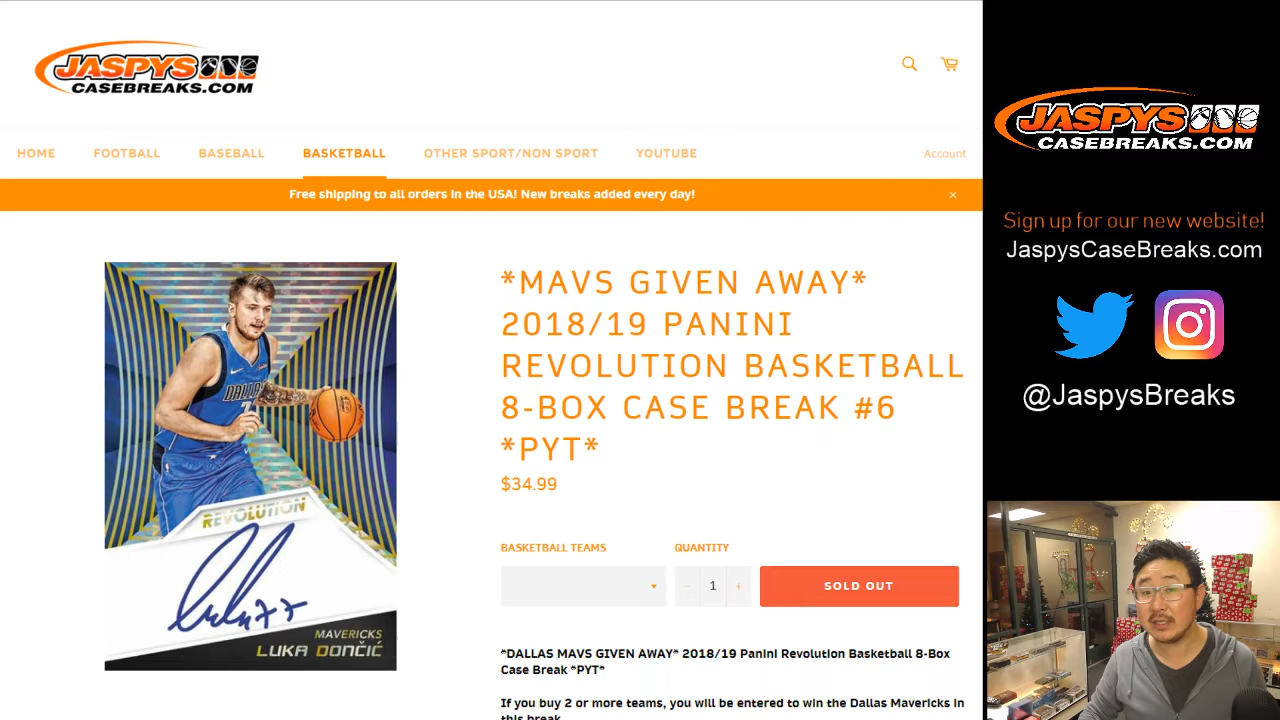 JASPYS
CASEBREAKS.COM
HOME
FOOTBALL
BASEBALL
BASKETBALL
OTHER SPORT/NON SPORT
YOUTUBE
Account
Free shipping to all orders in the USA! New breaks added every day!
×
DALLAS
REVOLUTION
MAVERICKS
LUKA DONČIĆ
*MAVS GIVEN AWAY*
2018/19 PANINI
REVOLUTION BASKETBALL
8-BOX CASE BREAK #6
*PYT*
$34.99
BASKETBALL TEAMS
QUANTITY
− 1 +
SOLD OUT
*DALLAS MAVS GIVEN AWAY* 2018/19 Panini Revolution Basketball 8-Box
Case Break *PYT*
If you buy 2 or more teams, you will be entered to win the Dallas Mavericks in
this break
JASPYS
CASEBREAKS.COM
Sign up for our new website!
JaspysCaseBreaks.com
@JaspysBreaks